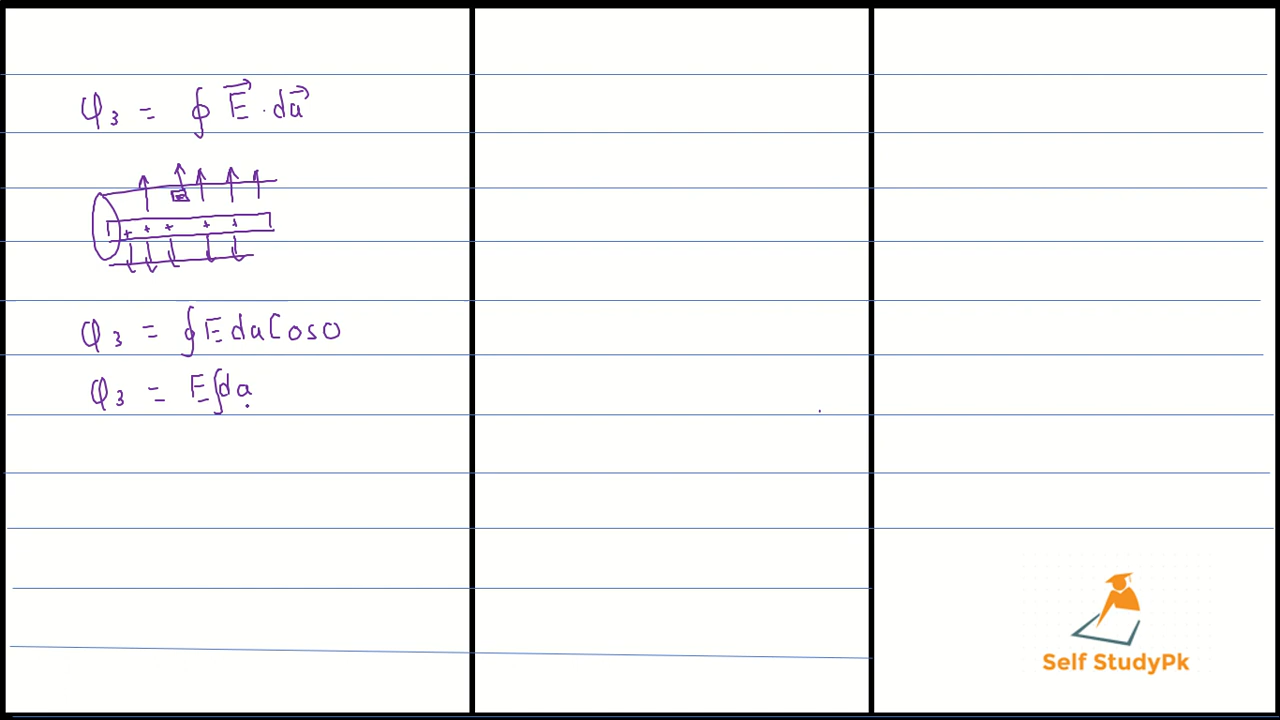 φ₃ = ∮ E⃗ · da⃗
+ + + + +
φ₃ = ∮ E da Cos0
φ₃ = E∮da
Self StudyPk